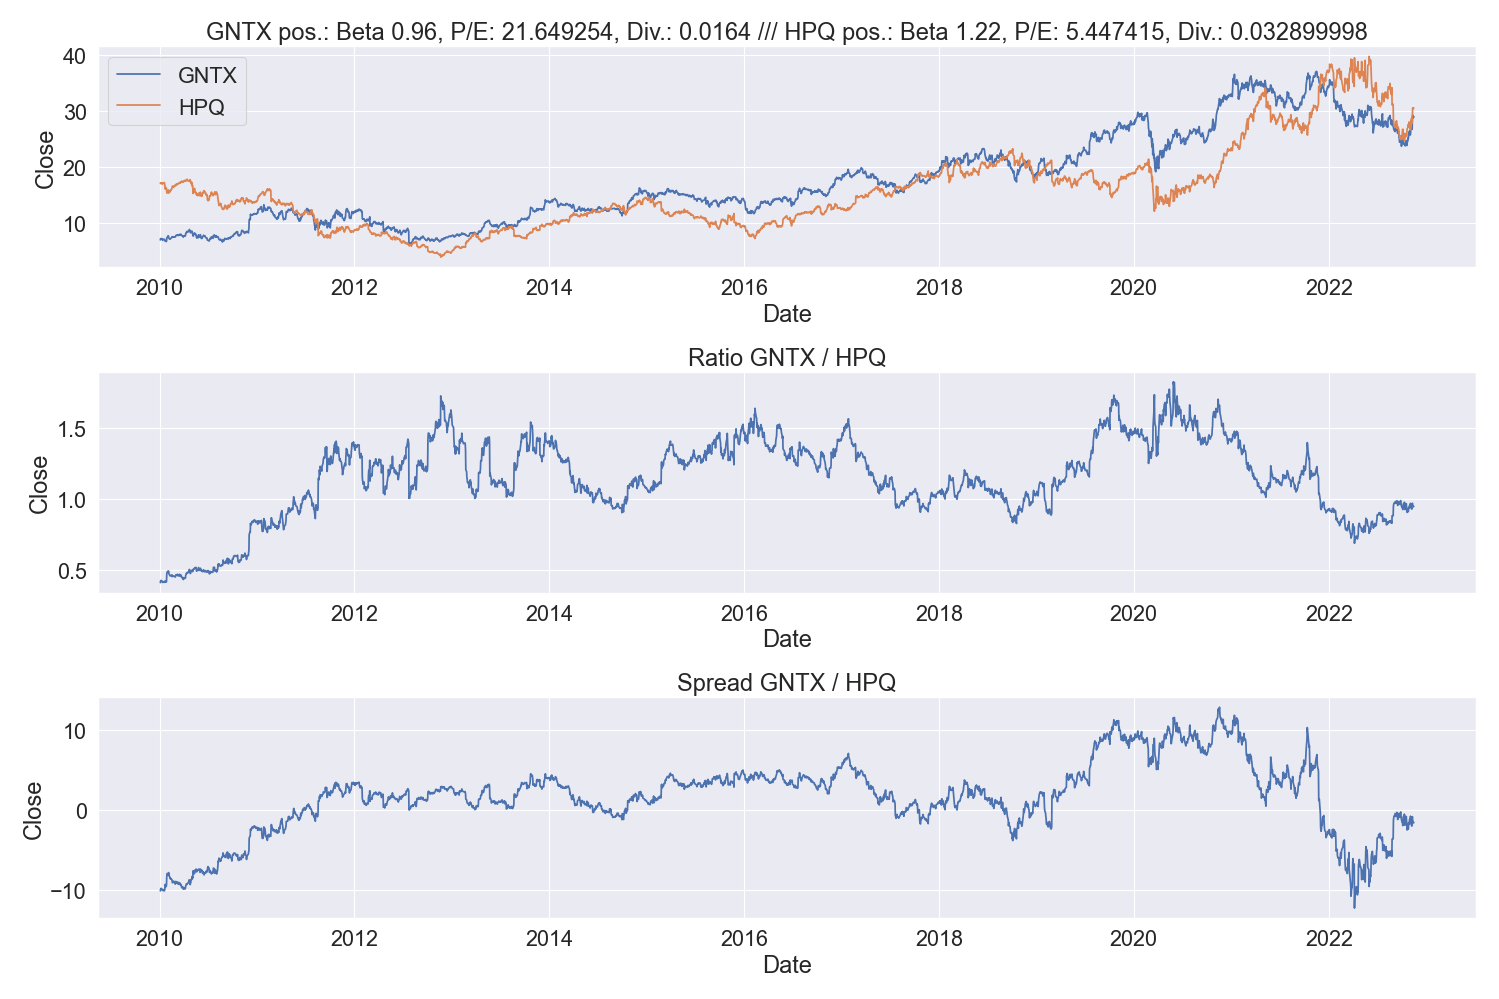 GNTX pos.: Beta 0.96, P/E: 21.649254, Div.: 0.0164 /// HPQ pos.: Beta 1.22, P/E: 5.447415, Div.: 0.032899998
GNTX
HPQ
40
30
20
10
Close
2010 2012 2014 2016 2018 2020 2022
Date
Ratio GNTX / HPQ
1.5
1.0
0.5
Close
2010 2012 2014 2016 2018 2020 2022
Date
Spread GNTX / HPQ
10
0
−10
Close
2010 2012 2014 2016 2018 2020 2022
Date